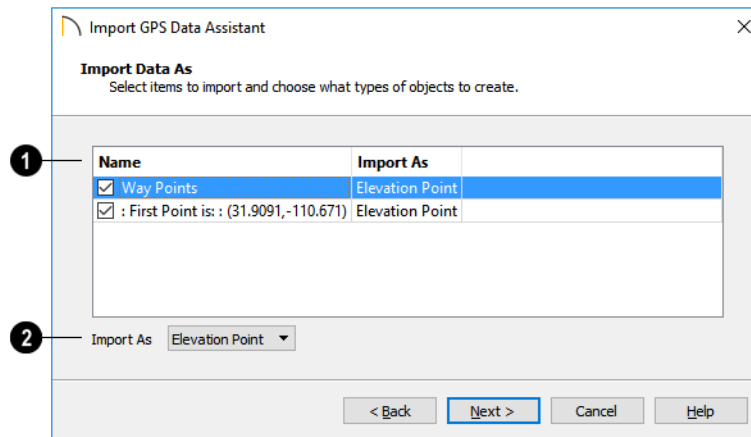 Import GPS Data Assistant
Import Data As
Select items to import and choose what types of objects to create.
1
Name Import As
Way Points Elevation Point
: First Point is: : (31.9091,-110.671) Elevation Point
2
Import As Elevation Point
< Back Next > Cancel Help